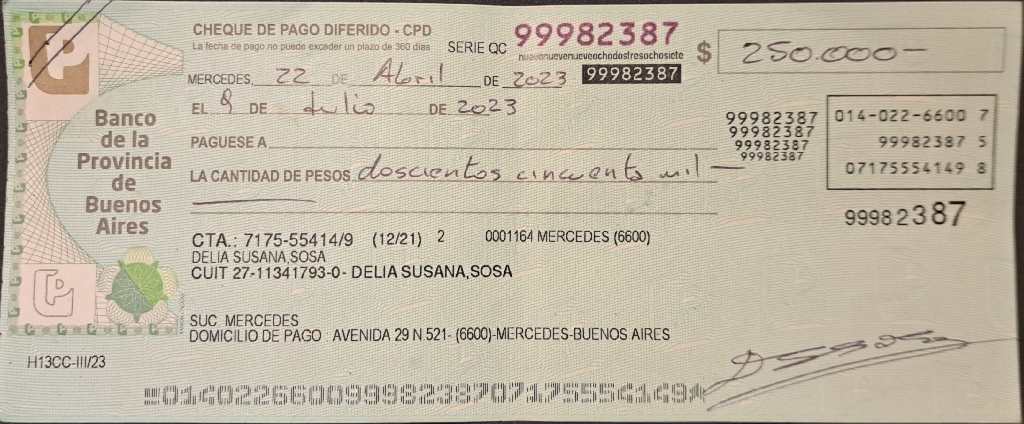 CHEQUE DE PAGO DIFERIDO - CPD
La fecha de pago no puede exceder un plazo de 360 días
SERIE QC 99982387
nuevenuevenueveochodostresochosiete
99982387
$ 250.000-
MERCEDES, 22 DE Abril DE 2023
EL 9 DE Julio DE 2023
PAGUESE A
LA CANTIDAD DE PESOS doscientos cincuenta mil
99982387
99982387
99982387
99982387
014-022-6600 7
99982387 5
07175554149 8
99982387
Banco
de la
Provincia
de
Buenos
Aires
CTA.: 7175-55414/9 (12/21) 2 0001164 MERCEDES (6600)
DELIA SUSANA,SOSA
CUIT 27-11341793-0- DELIA SUSANA,SOSA
SUC MERCEDES
DOMICILIO DE PAGO : AVENIDA 29 N.521- (6600)-MERCEDES-BUENOS AIRES
H13CC-III/23
01402266009998238707175554149